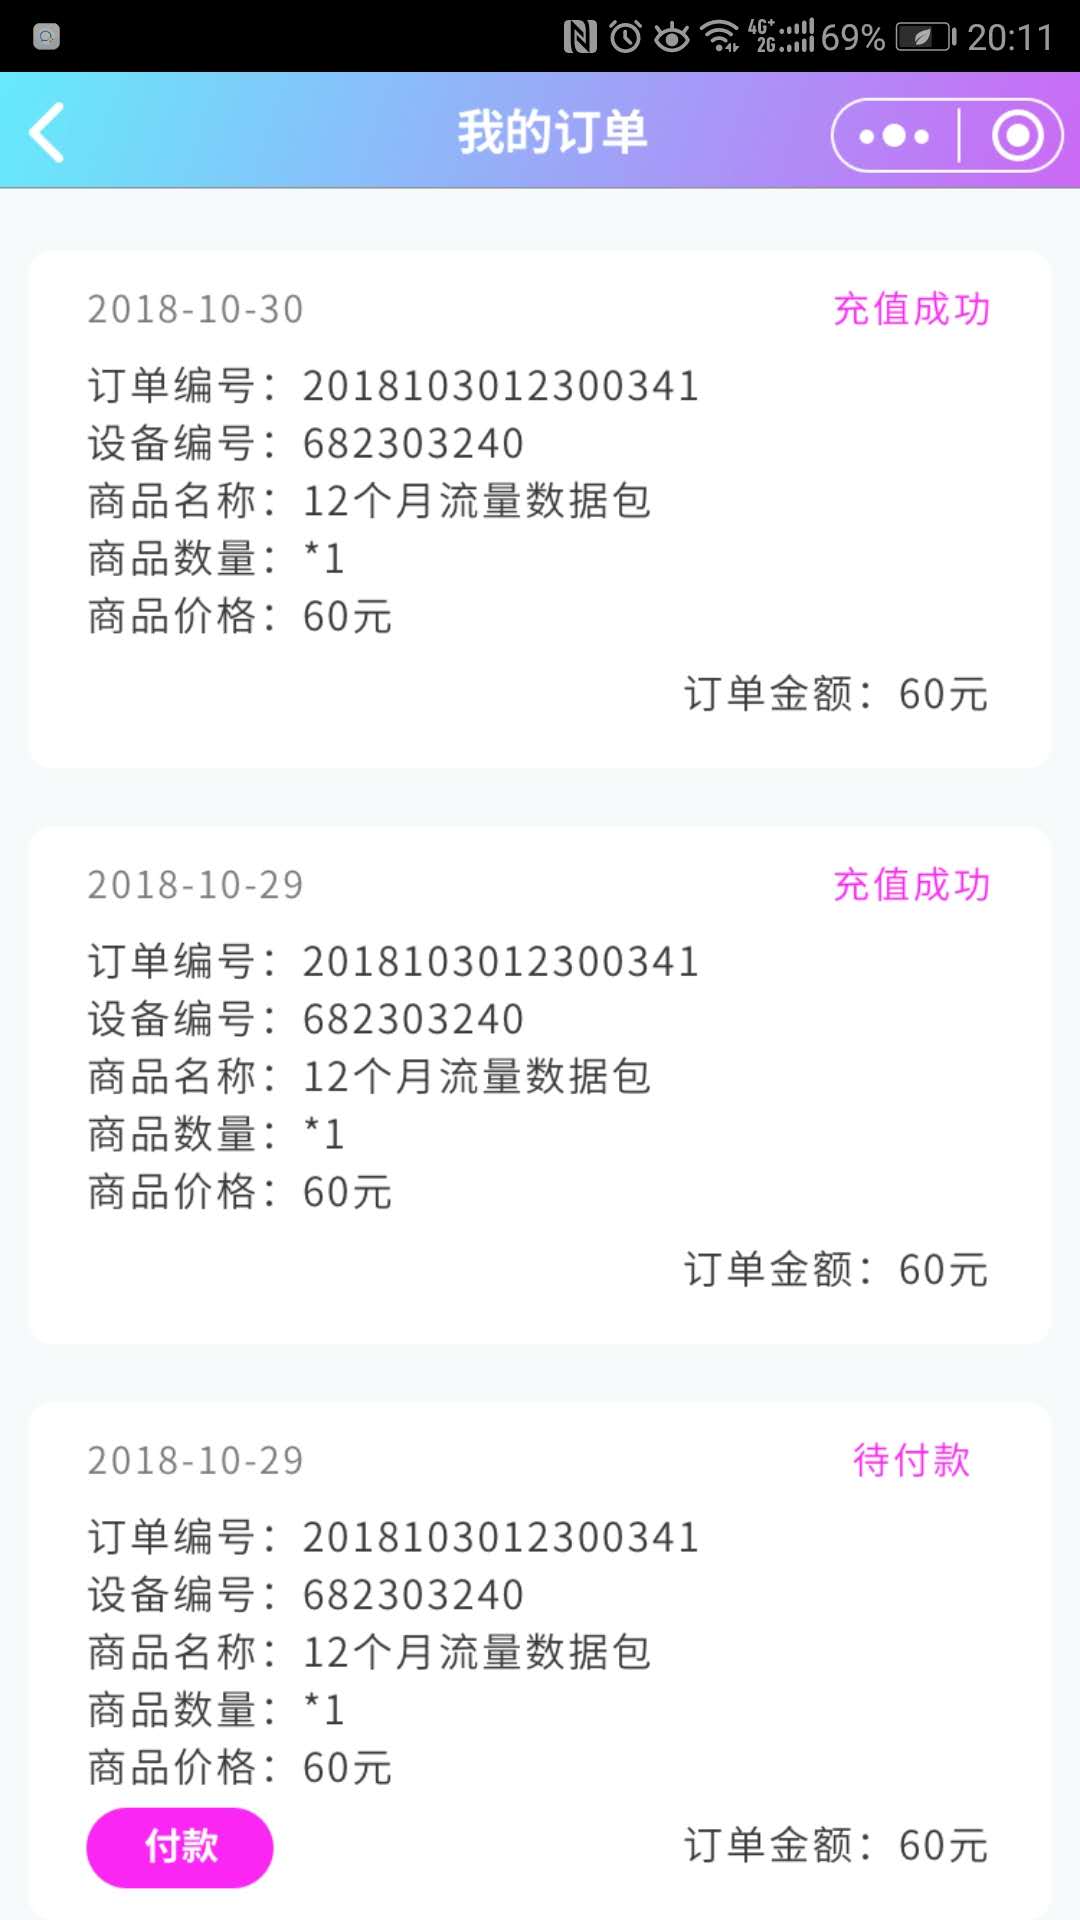 4G+ 2G 69% 20:11
我的订单
2018-10-30 充值成功
订单编号：2018103012300341
设备编号：682303240
商品名称：12个月流量数据包
商品数量：*1
商品价格：60元
订单金额：60元
2018-10-29 充值成功
订单编号：2018103012300341
设备编号：682303240
商品名称：12个月流量数据包
商品数量：*1
商品价格：60元
订单金额：60元
2018-10-29 待付款
订单编号：2018103012300341
设备编号：682303240
商品名称：12个月流量数据包
商品数量：*1
商品价格：60元
付款 订单金额：60元